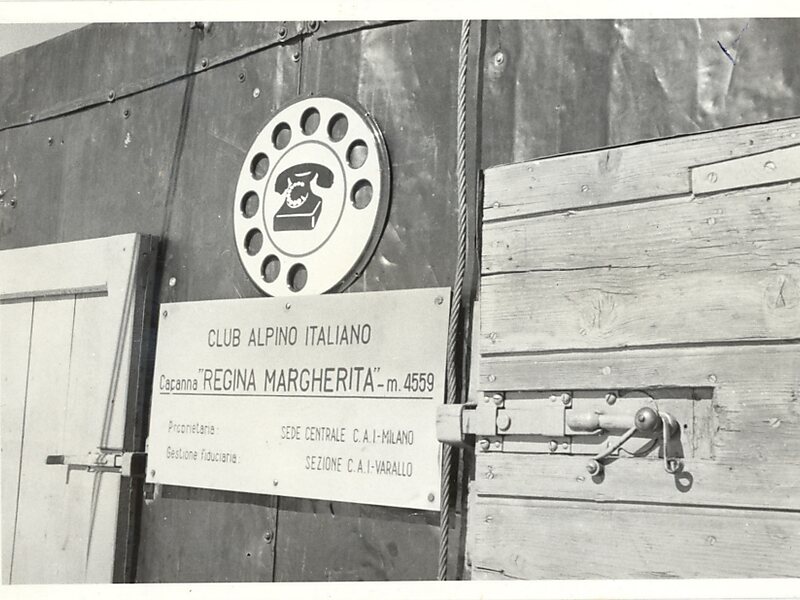 CLUB ALPINO ITALIANO
Capanna "REGINA MARGHERITA" - m. 4559
Proprietaria: SEDE CENTRALE C.A.I-MILANO
Gestione fiduciaria: SEZIONE C.A.I-VARALLO